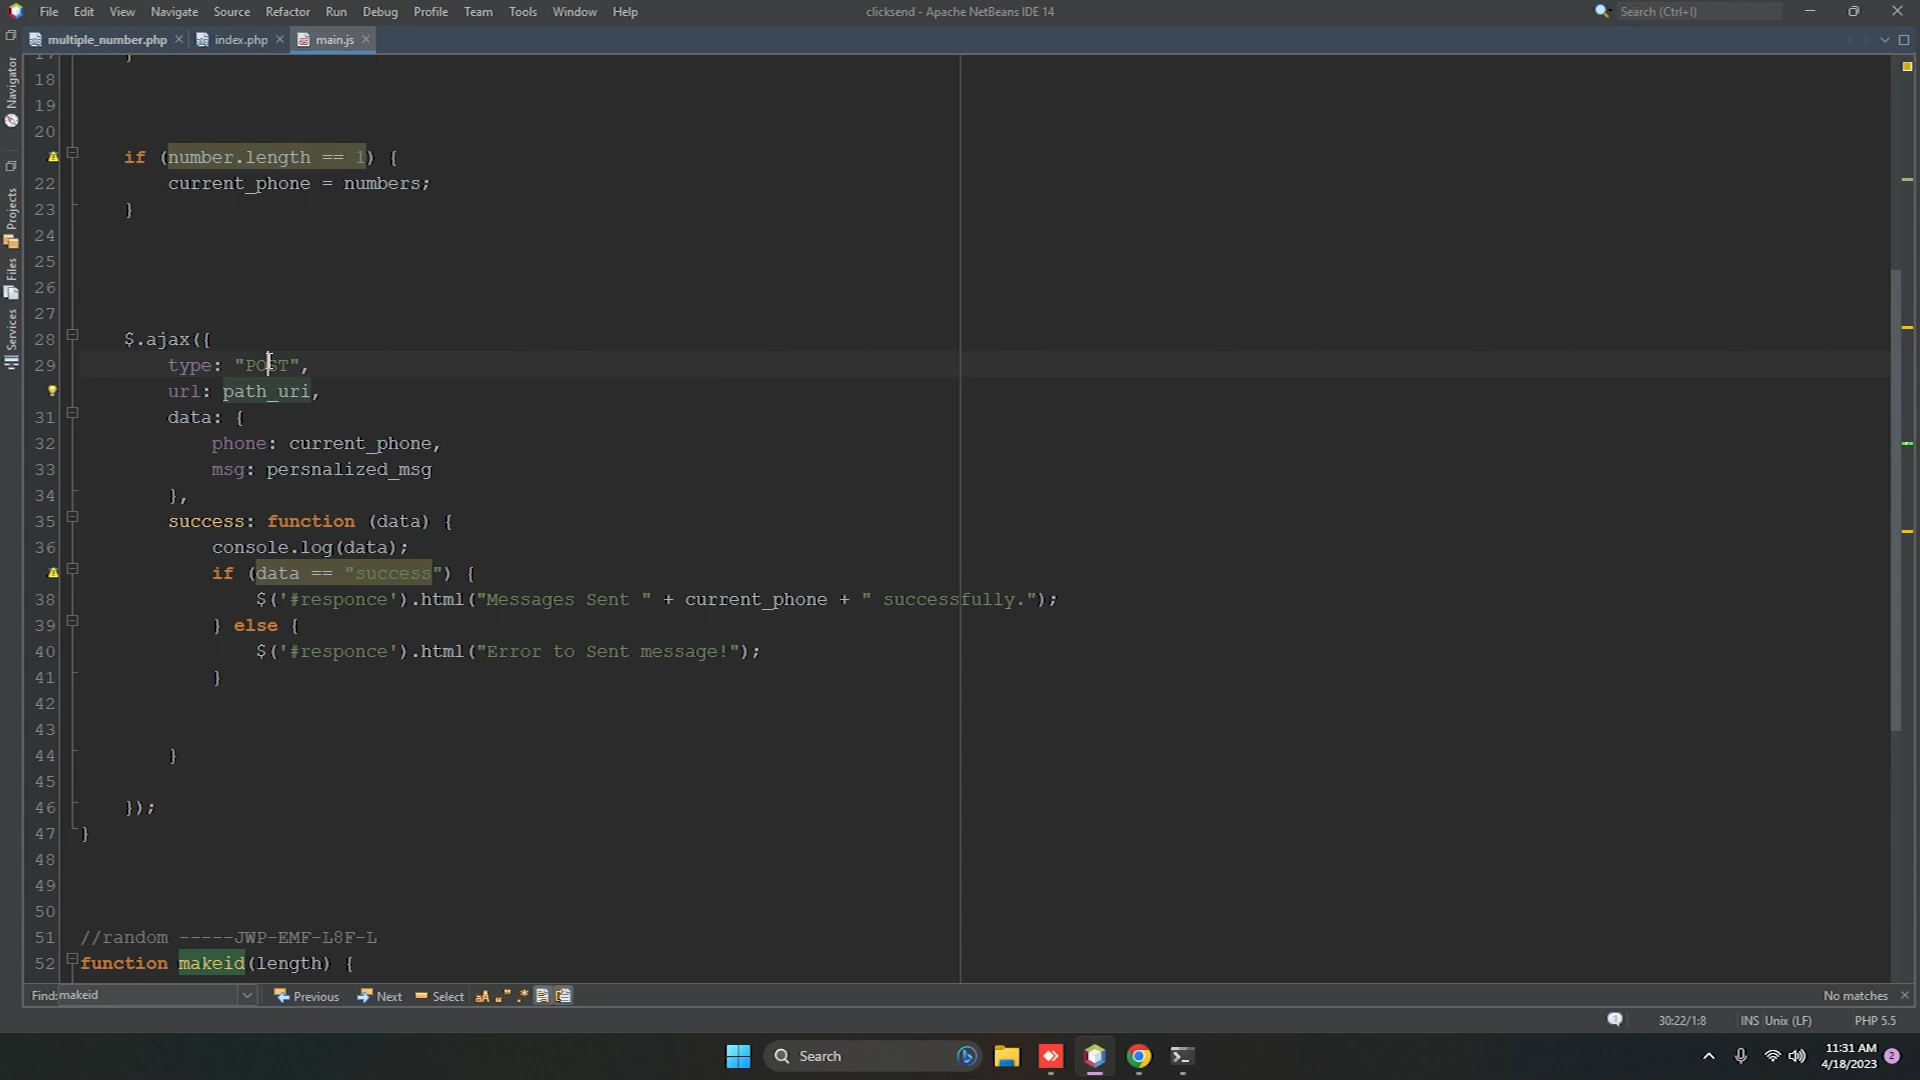 File Edit View Navigate Source Refactor Run Debug Profile Team Tools Window Help clicksend - Apache NetBeans IDE 14 Search (Ctrl+I)
multiple_number.php index.php main.js
Navigator
Projects
Files
Services
17 }
18
19
20
if (number.length == 1) {
22 current_phone = numbers;
23 }
24
25
26
27
28 $.ajax({
29 type: "POST",
url: path_uri,
31 data: {
32 phone: current_phone,
33 msg: persnalized_msg
34 },
35 success: function (data) {
36 console.log(data);
if (data == "success") {
38 $('#responce').html("Messages Sent " + current_phone + " successfully.");
39 } else {
40 $('#responce').html("Error to Sent message!");
41 }
42
43
44 }
45
46 });
47 }
48
49
50
51 //random -----JWP-EMF-L8F-L
52 function makeid(length) {
Find: makeid Previous Next Select No matches
30:22/1:8 INS Unix (LF) PHP 5.5
Search
11:31 AM
4/18/2023 2